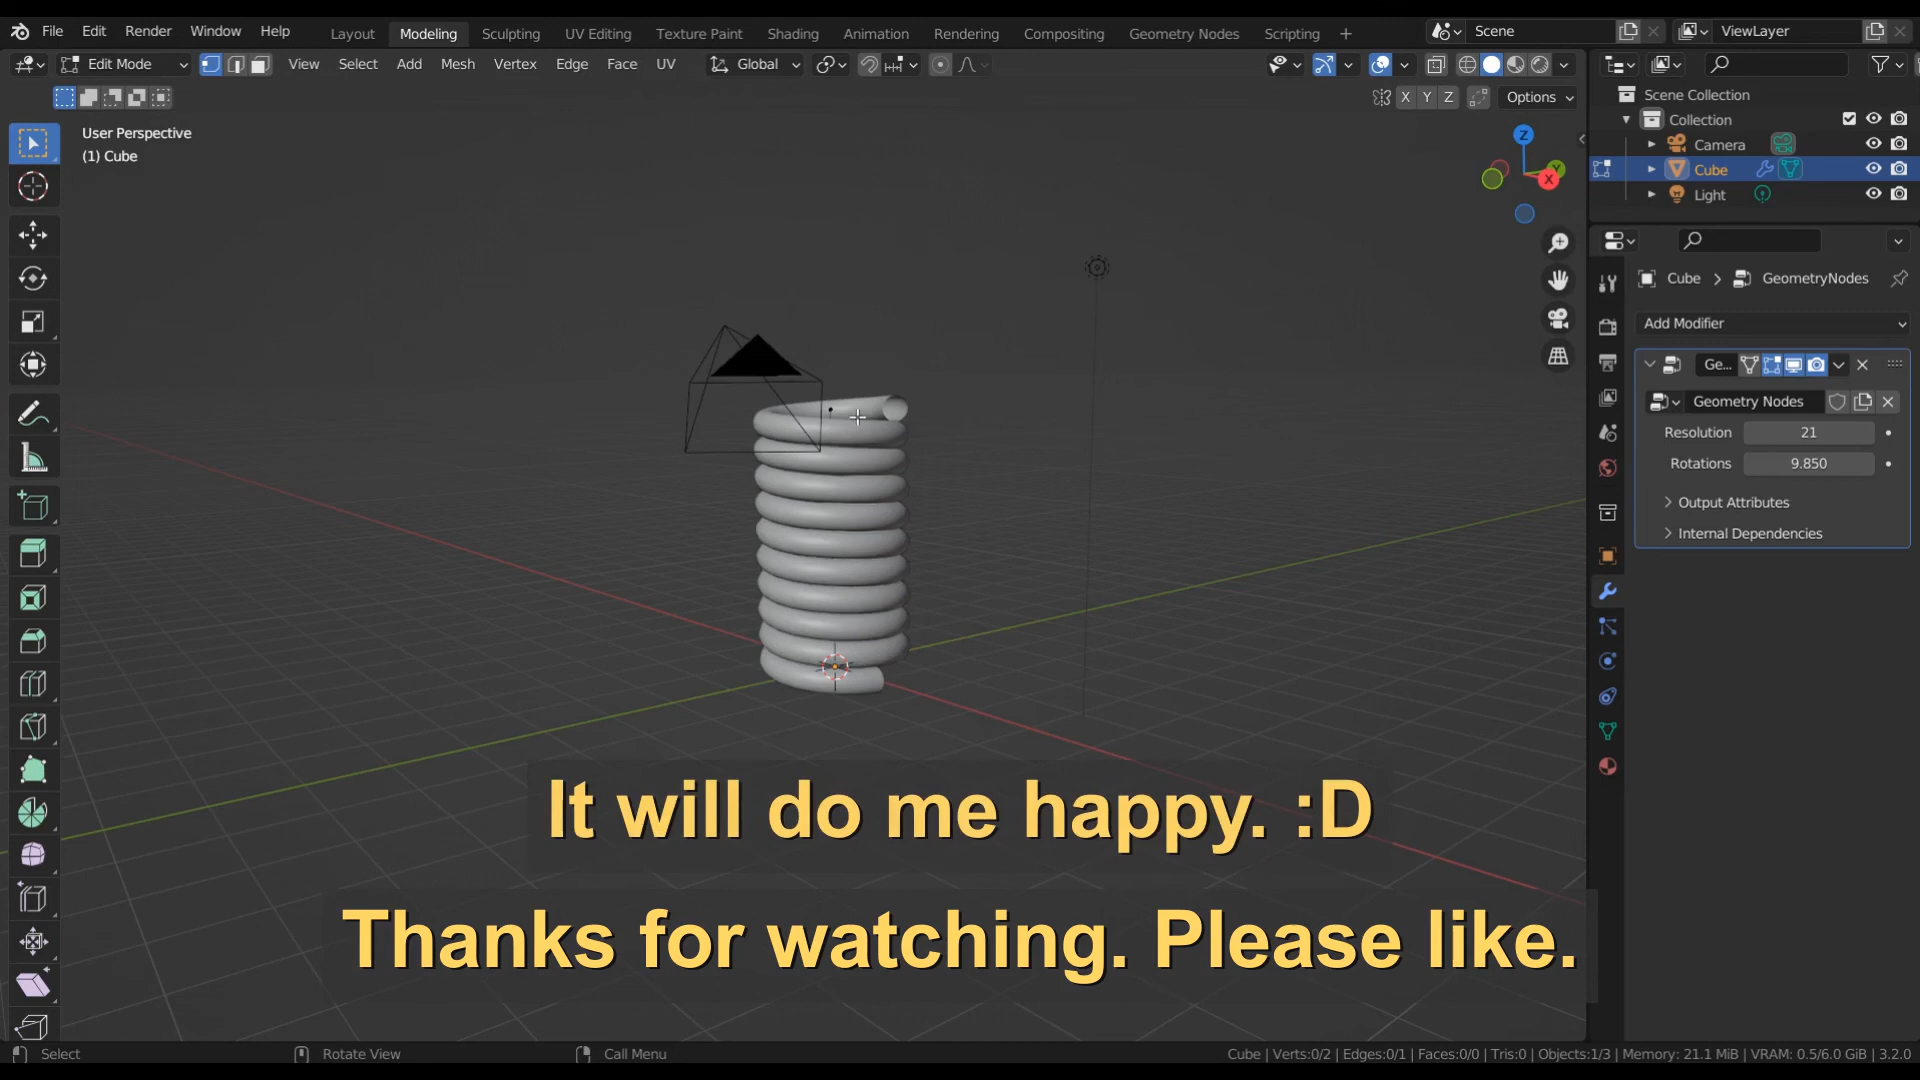 File Edit Render Window Help Layout Modeling Sculpting UV Editing Texture Paint Shading Animation Rendering Compositing Geometry Nodes Scripting + Scene ViewLayer
Edit Mode View Select Add Mesh Vertex Edge Face UV Global
X Y Z Options
User Perspective
(1) Cube
Z
Y
X
Scene Collection
Collection
Camera
Cube
Light
Cube > GeometryNodes
Add Modifier
Ge...
Geometry Nodes
Resolution 21
Rotations 9.850
Output Attributes
Internal Dependencies
It will do me happy. :D
Thanks for watching. Please like.
Select Rotate View Call Menu Cube | Verts:0/2 | Edges:0/1 | Faces:0/0 | Tris:0 | Objects:1/3 | Memory: 21.1 MiB | VRAM: 0.5/6.0 GiB | 3.2.0